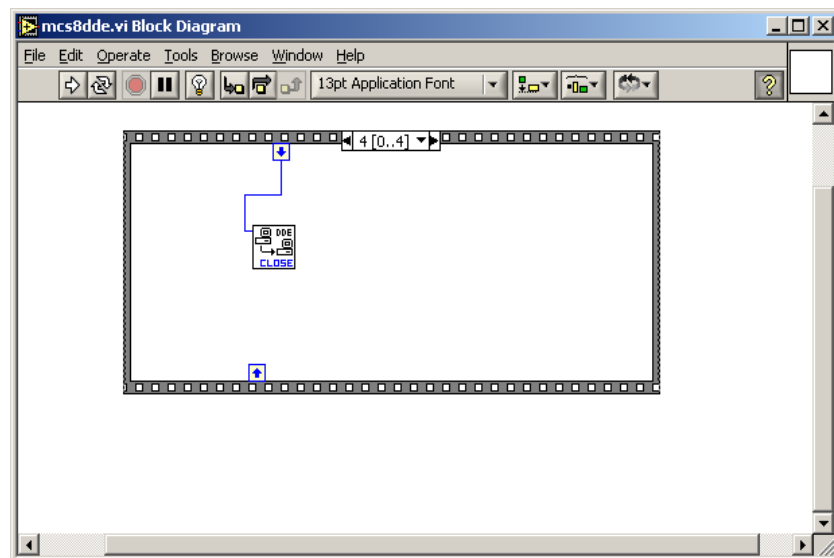 mcs8dde.vi Block Diagram
File Edit Operate Tools Browse Window Help
13pt Application Font
?
4 [0..4]
DDE
CLOSE